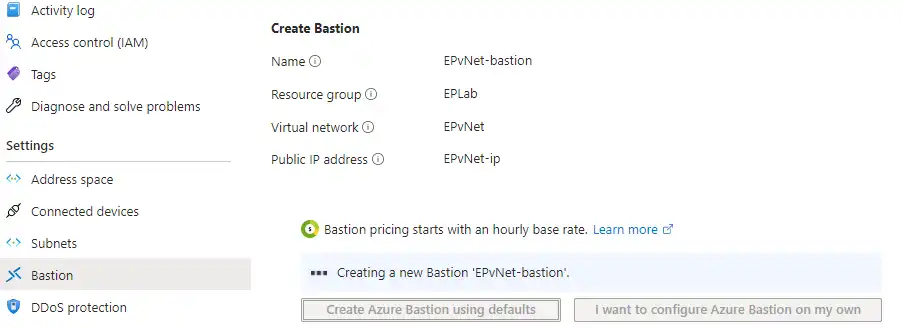 Activity log
Access control (IAM)
Tags
Diagnose and solve problems
Settings
Address space
Connected devices
Subnets
Bastion
DDoS protection
Create Bastion
Name EPvNet-bastion
Resource group EPLab
Virtual network EPvNet
Public IP address EPvNet-ip
Bastion pricing starts with an hourly base rate. Learn more
Creating a new Bastion 'EPvNet-bastion'.
Create Azure Bastion using defaults
I want to configure Azure Bastion on my own